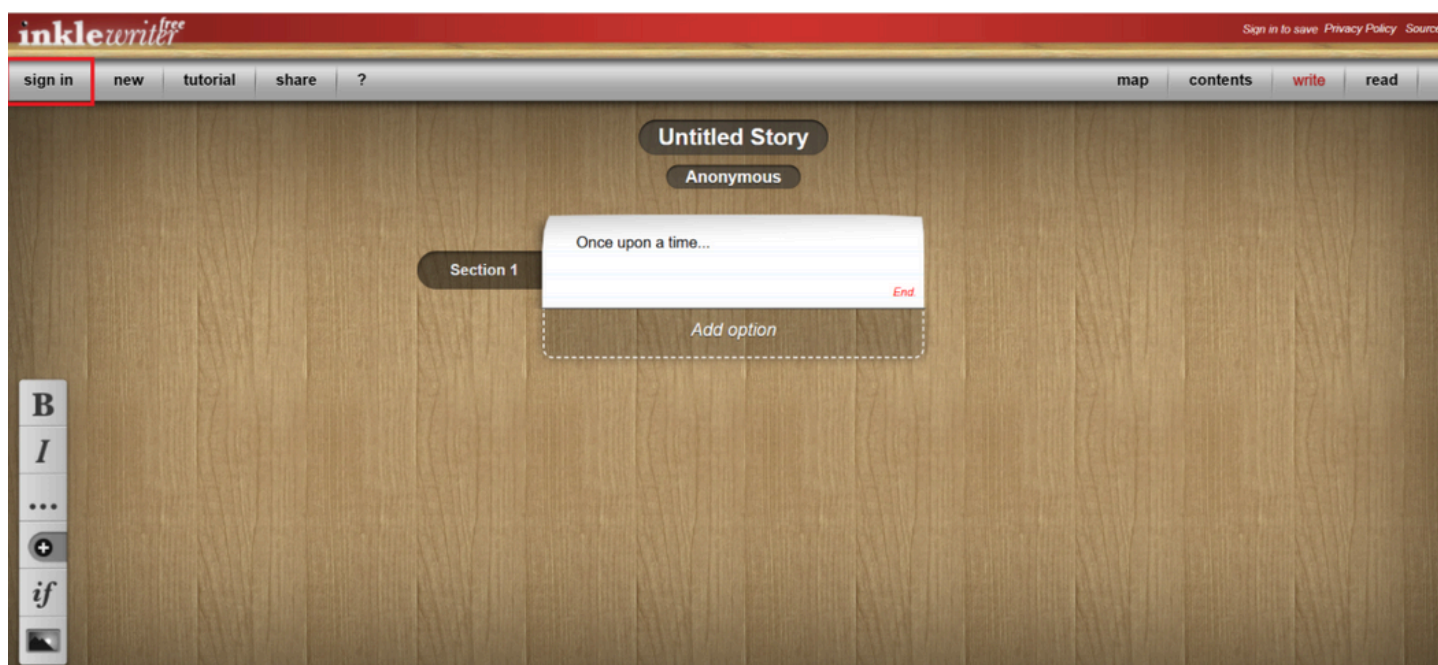 inklewriter free
Sign in to save Privacy Policy Source
sign in new tutorial share ? map contents write read
Untitled Story
Anonymous
Once upon a time...
Section 1
End.
Add option
B
I
...
if